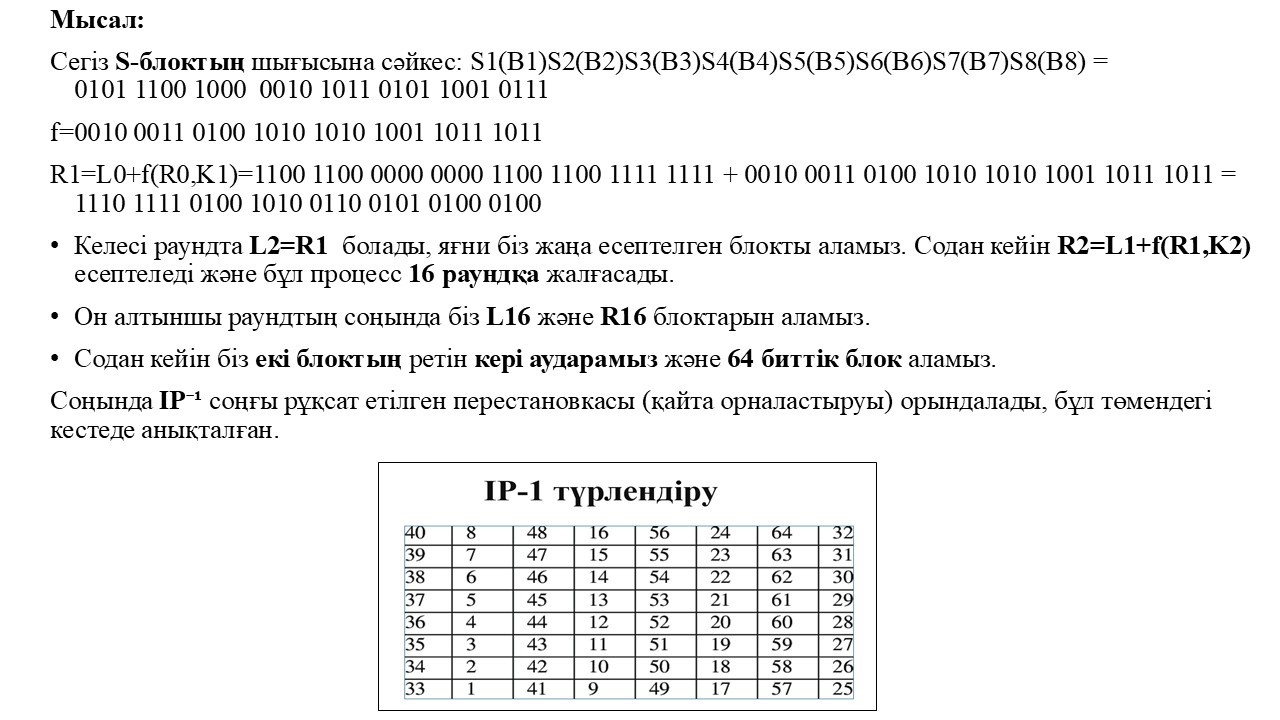 Мысал:
Сегіз S-блоктың шығысына сәйкес: S1(B1)S2(B2)S3(B3)S4(B4)S5(B5)S6(B6)S7(B7)S8(B8) =
0101 1100 1000  0010 1011 0101 1001 0111
f=0010 0011 0100 1010 1010 1001 1011 1011
R1=L0+f(R0,K1)=1100 1100 0000 0000 1100 1100 1111 1111 + 0010 0011 0100 1010 1010 1001 1011 1011 =
1110 1111 0100 1010 0110 0101 0100 0100
• Келесі раундта L2=R1  болады, яғни біз жаңа есептелген блокты аламыз. Содан кейін R2=L1+f(R1,K2)
есептеледі және бұл процесс 16 раундқа жалғасады.
• Он алтыншы раундтың соңында біз L16 және R16 блоктарын аламыз.
• Содан кейін біз екі блоктың ретін кері аударамыз және 64 биттік блок аламыз.
Соңында IP⁻¹ соңғы рұқсат етілген перестановкасы (қайта орналастыруы) орындалады, бұл төмендегі
кестеде анықталған.
IP-1 түрлендіру
40 8 48 16 56 24 64 32
39 7 47 15 55 23 63 31
38 6 46 14 54 22 62 30
37 5 45 13 53 21 61 29
36 4 44 12 52 20 60 28
35 3 43 11 51 19 59 27
34 2 42 10 50 18 58 26
33 1 41 9 49 17 57 25